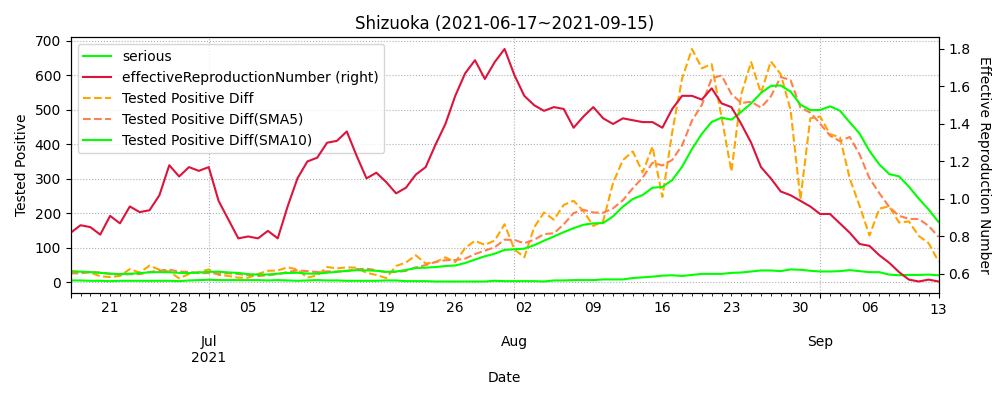 Shizuoka (2021-06-17~2021-09-15)
serious
effectiveReproductionNumber (right)
Tested Positive Diff
Tested Positive Diff(SMA5)
Tested Positive Diff(SMA10)
Tested Positive
700
600
500
400
300
200
100
0
1.8
1.6
1.4
1.2
1.0
0.8
0.6
Effective Reproduction Number
21 28 05 12 19 26 02 09 16 23 30 06 13
Jul Aug Sep
2021
Date